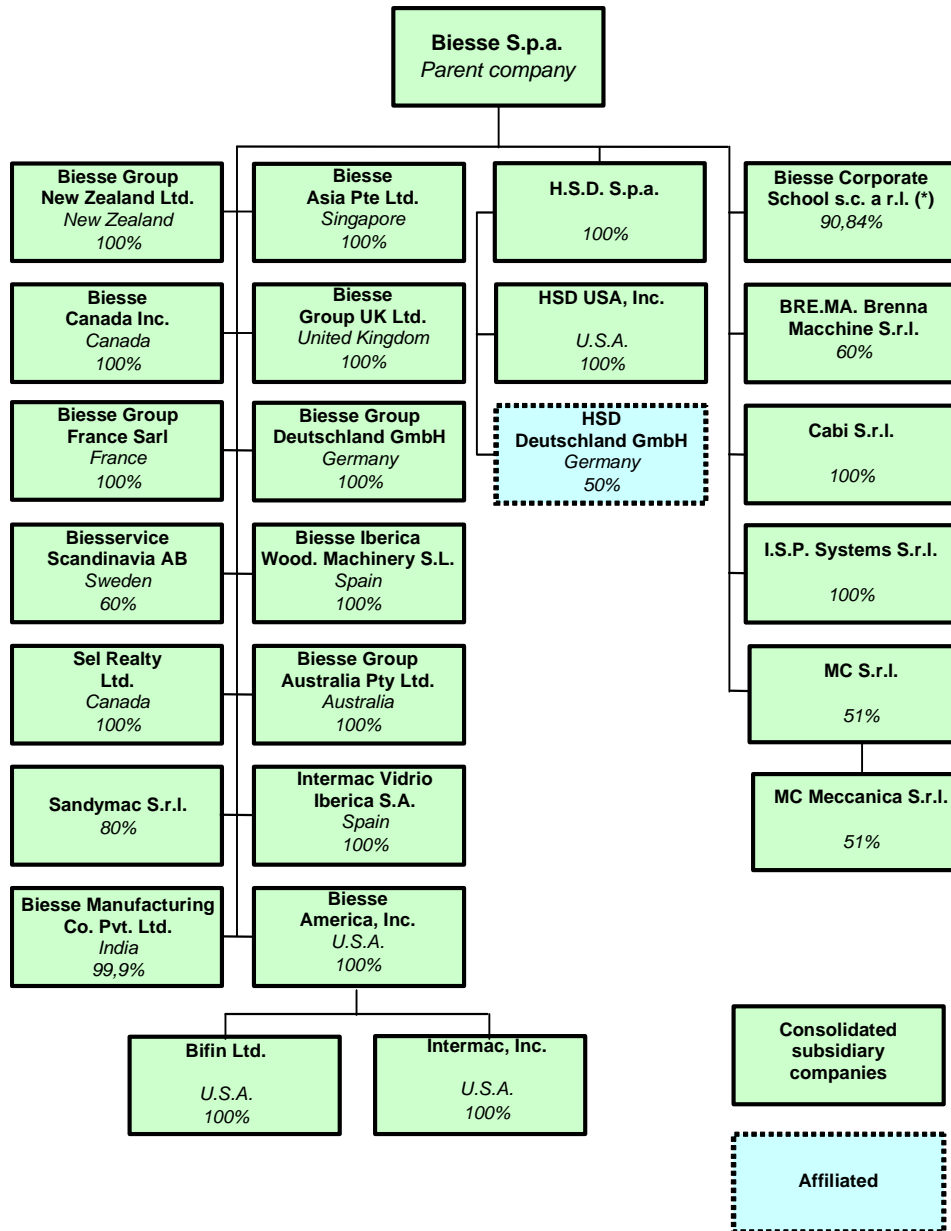 Biesse S.p.a.
Parent company
Biesse Group
New Zealand Ltd.
New Zealand
100%
Biesse
Asia Pte Ltd.
Singapore
100%
H.S.D. S.p.a.
100%
Biesse Corporate
School s.c. a r.l. (*)
90,84%
Biesse
Canada Inc.
Canada
100%
Biesse
Group UK Ltd.
United Kingdom
100%
HSD USA, Inc.
U.S.A.
100%
BRE.MA. Brenna
Macchine S.r.l.
60%
Biesse Group
France Sarl
France
100%
Biesse Group
Deutschland GmbH
Germany
100%
HSD
Deutschland GmbH
Germany
50%
Cabi S.r.l.
100%
Biesservice
Scandinavia AB
Sweden
60%
Biesse Iberica
Wood. Machinery S.L.
Spain
100%
I.S.P. Systems S.r.l.
100%
Sel Realty
Ltd.
Canada
100%
Biesse Group
Australia Pty Ltd.
Australia
100%
MC S.r.l.
51%
Sandymac S.r.l.
80%
Intermac Vidrio
Iberica S.A.
Spain
100%
MC Meccanica S.r.l.
51%
Biesse Manufacturing
Co. Pvt. Ltd.
India
99,9%
Biesse
America, Inc.
U.S.A.
100%
Bifin Ltd.
U.S.A.
100%
Intermac, Inc.
U.S.A.
100%
Consolidated
subsidiary
companies
Affiliated